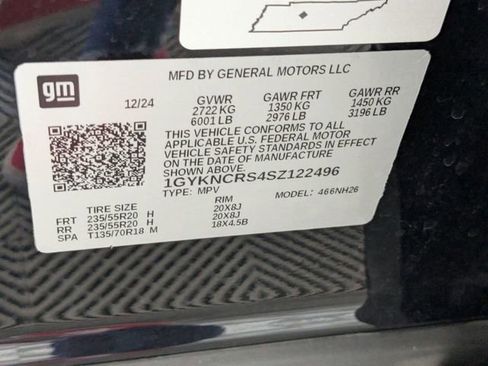 gm
MFD BY GENERAL MOTORS LLC
12/24 GVWR GAWR FRT GAWR RR
2722 KG 1350 KG 1450 KG
6001 LB 2976 LB 3196 LB
THIS VEHICLE CONFORMS TO ALL
APPLICABLE U.S. FEDERAL MOTOR
VEHICLE SAFETY STANDARDS IN EFFECT
ON THE DATE OF MANUFACTURE
SHOWN ABOVE.
1GYKNCRS4SZ122496
TYPE: MPV MODEL: 466NH26
TIRE SIZE RIM
FRT 235/55R20 H 20X8J
RR 235/55R20 H 20X8J
SPA T135/70R18 M 18X4.5B